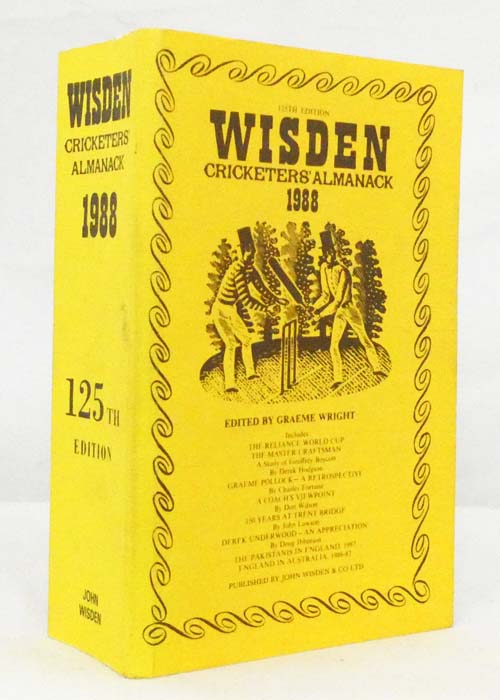 WISDEN
CRICKETERS'
ALMANACK
1988
125TH
EDITION
JOHN
WISDEN
125TH EDITION
WISDEN
CRICKETERS' ALMANACK
1988
EDITED BY GRAEME WRIGHT
Includes
THE RELIANCE WORLD CUP
THE MASTER CRAFTSMAN
A Study of Geoffrey Boycott
By Derek Hodgson
GRAEME POLLOCK – A RETROSPECTIVE
By Charles Fortune
A COACH'S VIEWPOINT
By Don Wilson
150 YEARS AT TRENT BRIDGE
By John Lawson
DEREK UNDERWOOD – AN APPRECIATION
By Doug Ibbotson
THE PAKISTANIS IN ENGLAND, 1987
ENGLAND IN AUSTRALIA, 1986-87
PUBLISHED BY JOHN WISDEN & CO LTD